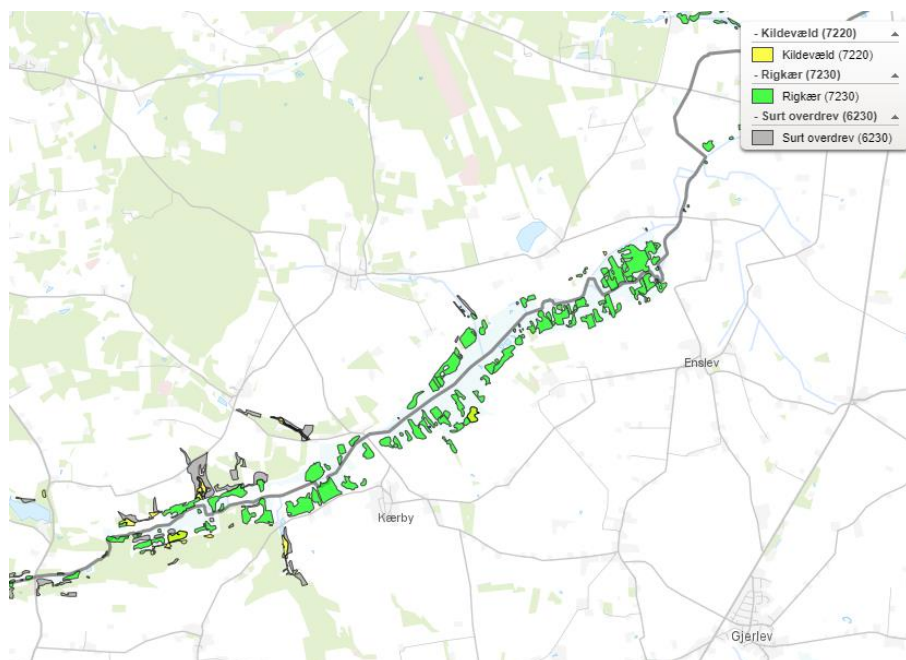 - Kildevæld (7220)
Kildevæld (7220)
- Rigkær (7230)
Rigkær (7230)
- Surt overdrev (6230)
Surt overdrev (6230)
Enslev
Kærby
Gjerlev